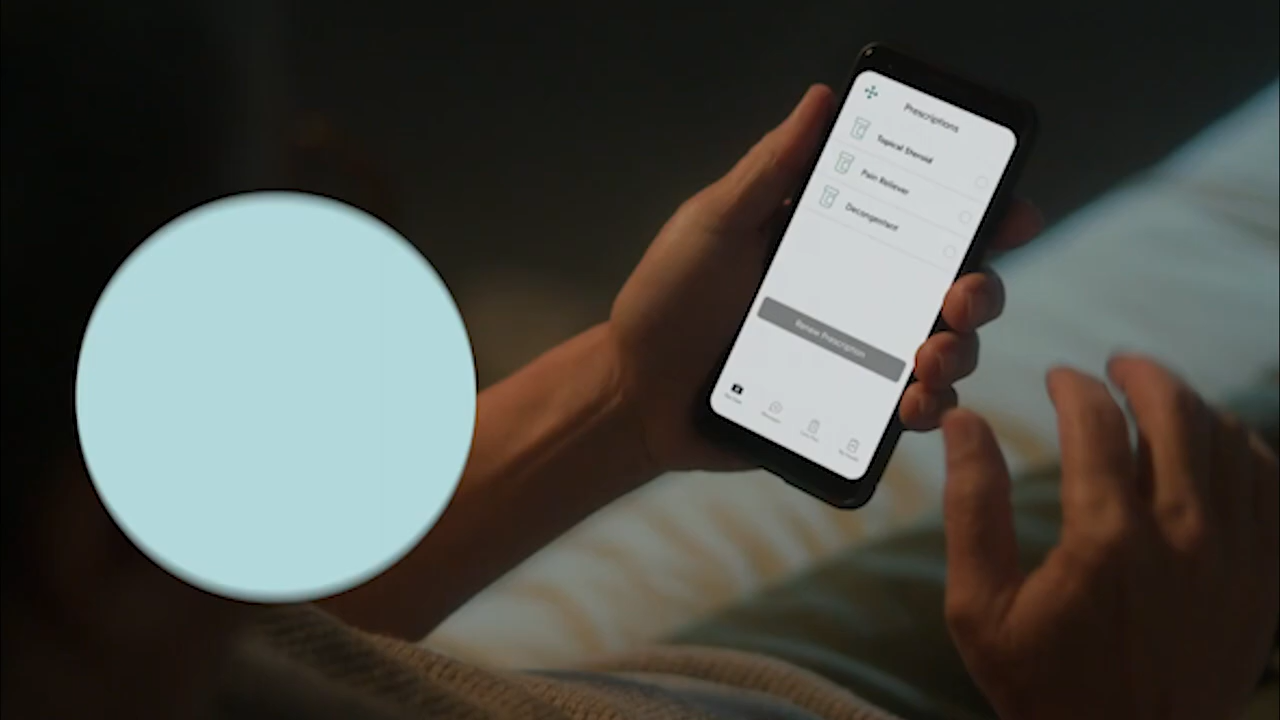 Prescriptions
Topical Steroid
Pain Reliever
Decongestant
Renew Prescription